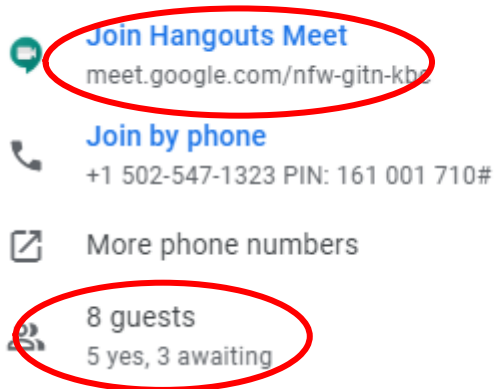 Join Hangouts Meet
meet.google.com/nfw-gitn-kbe
Join by phone
+1 502-547-1323 PIN: 161 001 710#
More phone numbers
8 guests
5 yes, 3 awaiting